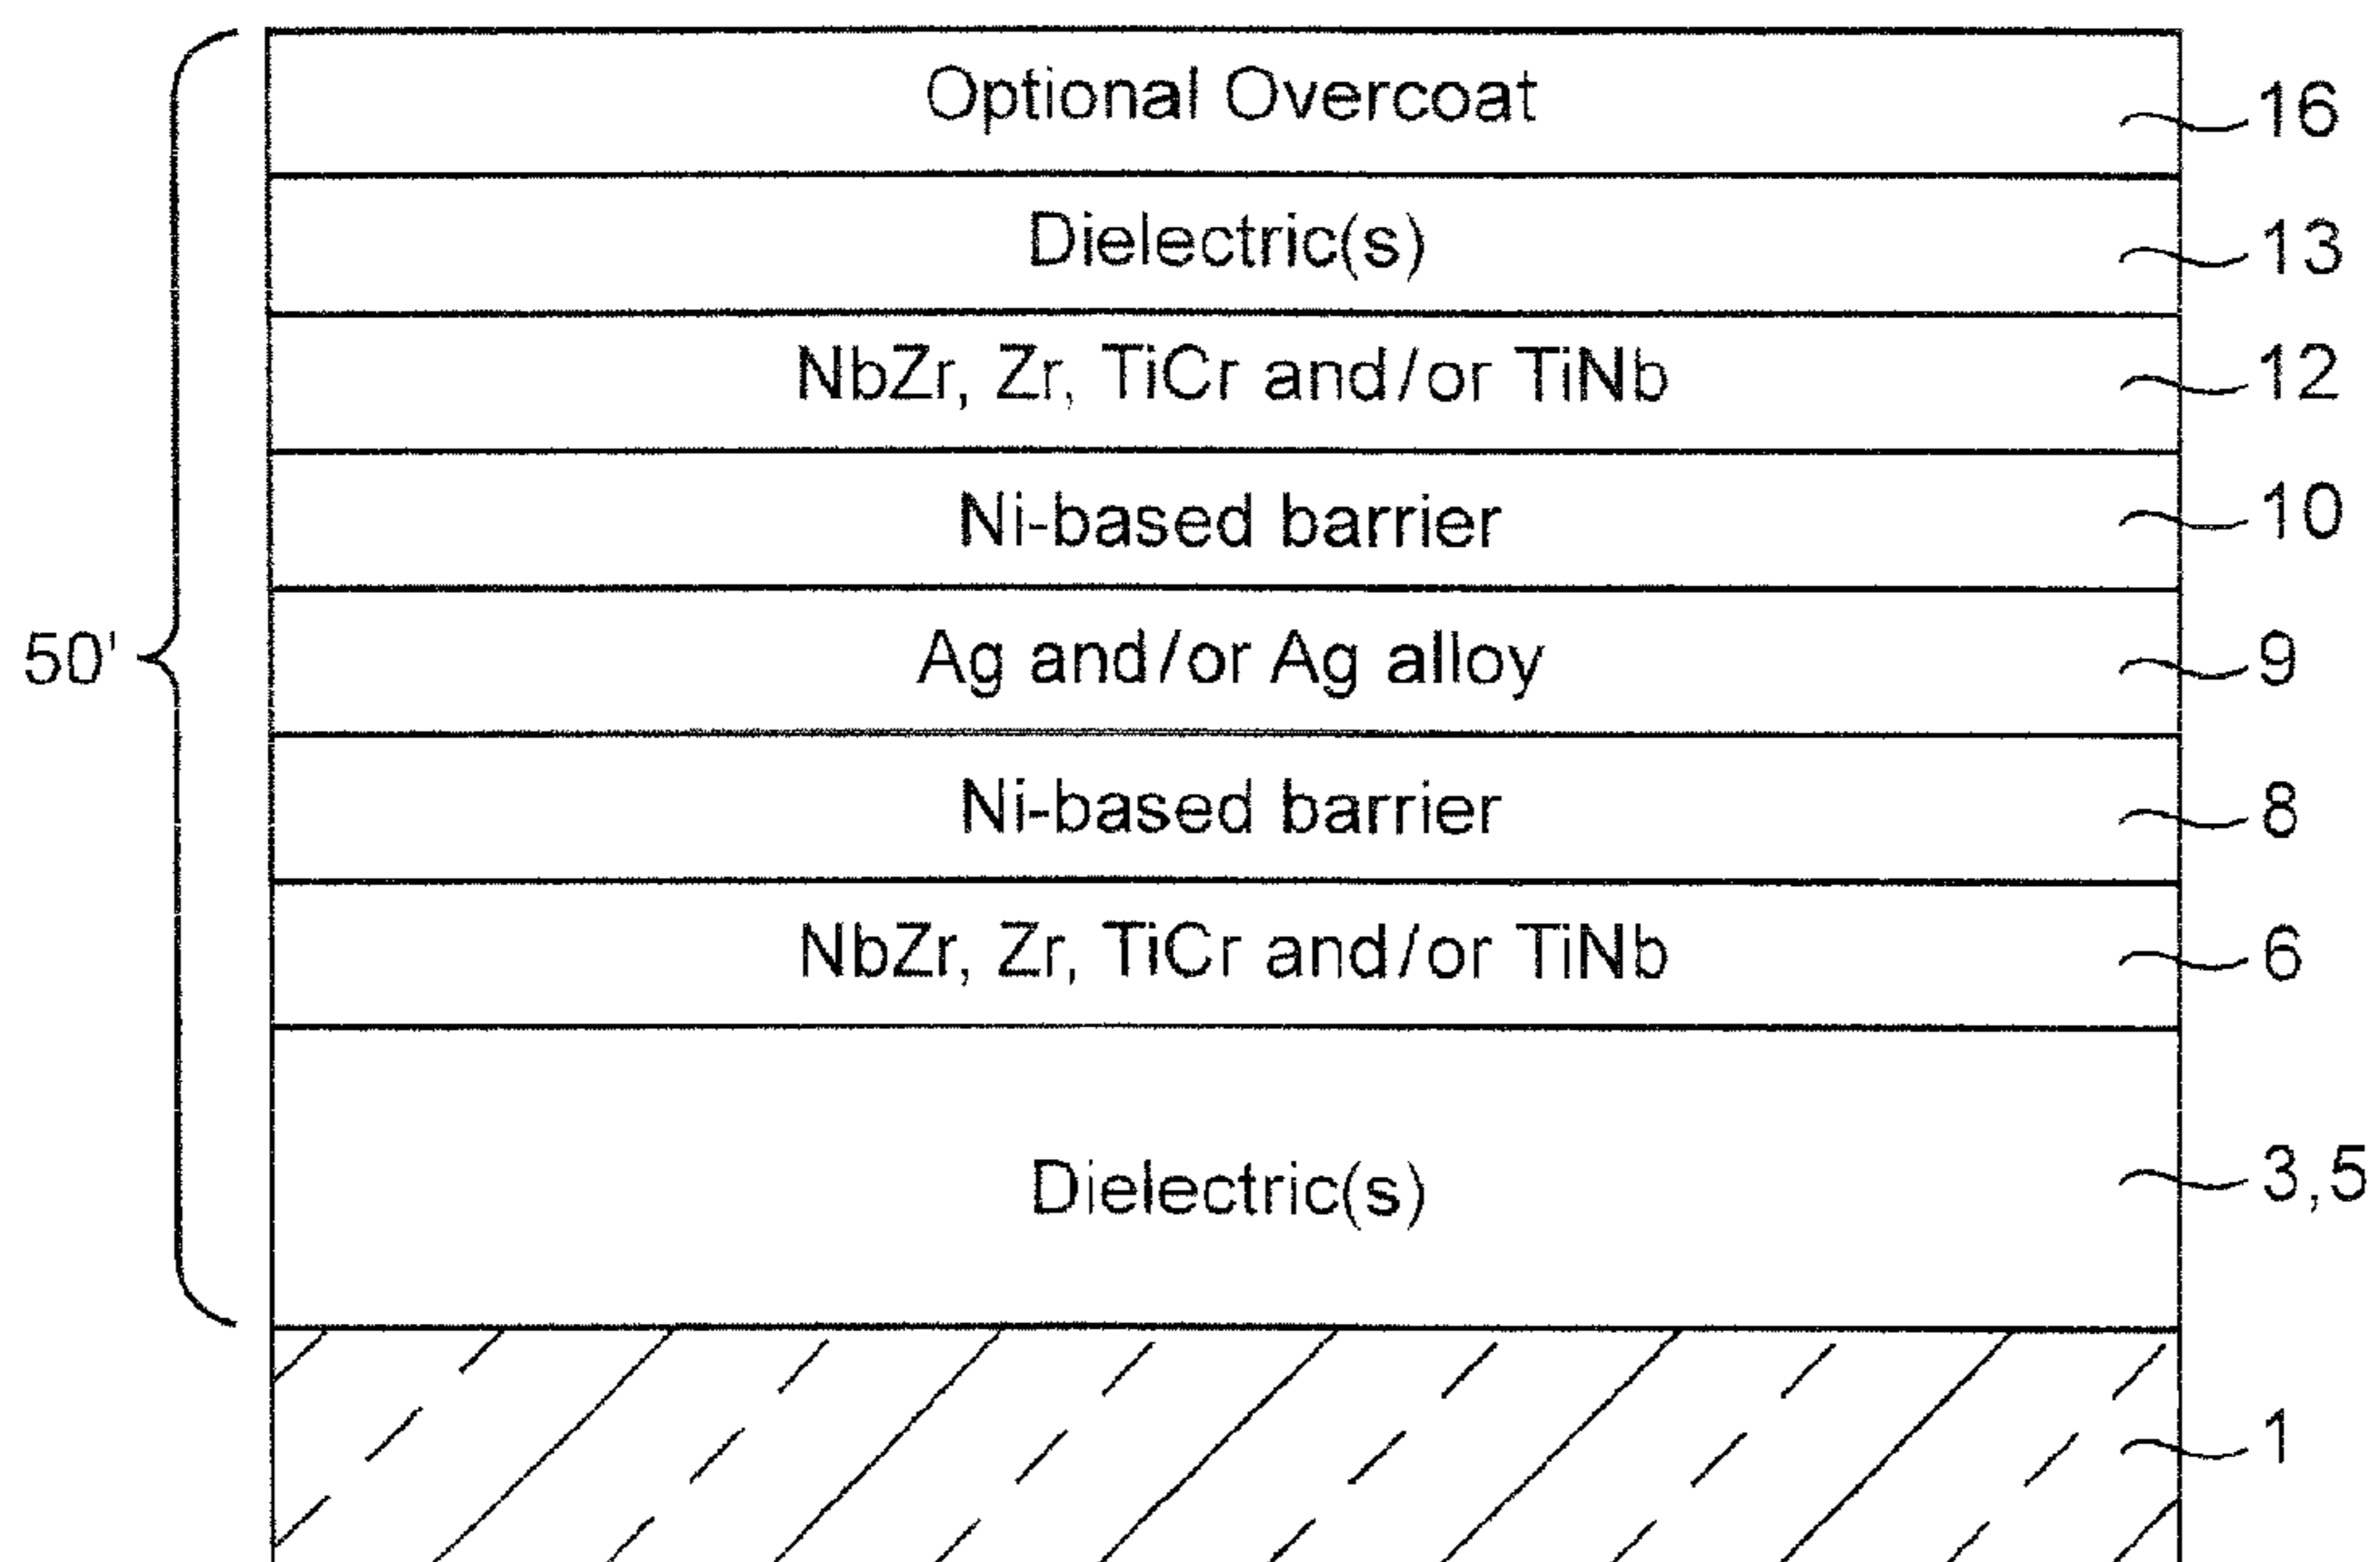 Optional Overcoat 16
Dielectric(s) 13
NbZr, Zr, TiCr and/or TiNb 12
Ni-based barrier 10
50' Ag and/or Ag alloy 9
Ni-based barrier 8
NbZr, Zr, TiCr and/or TiNb 6
Dielectric(s) 3,5
1